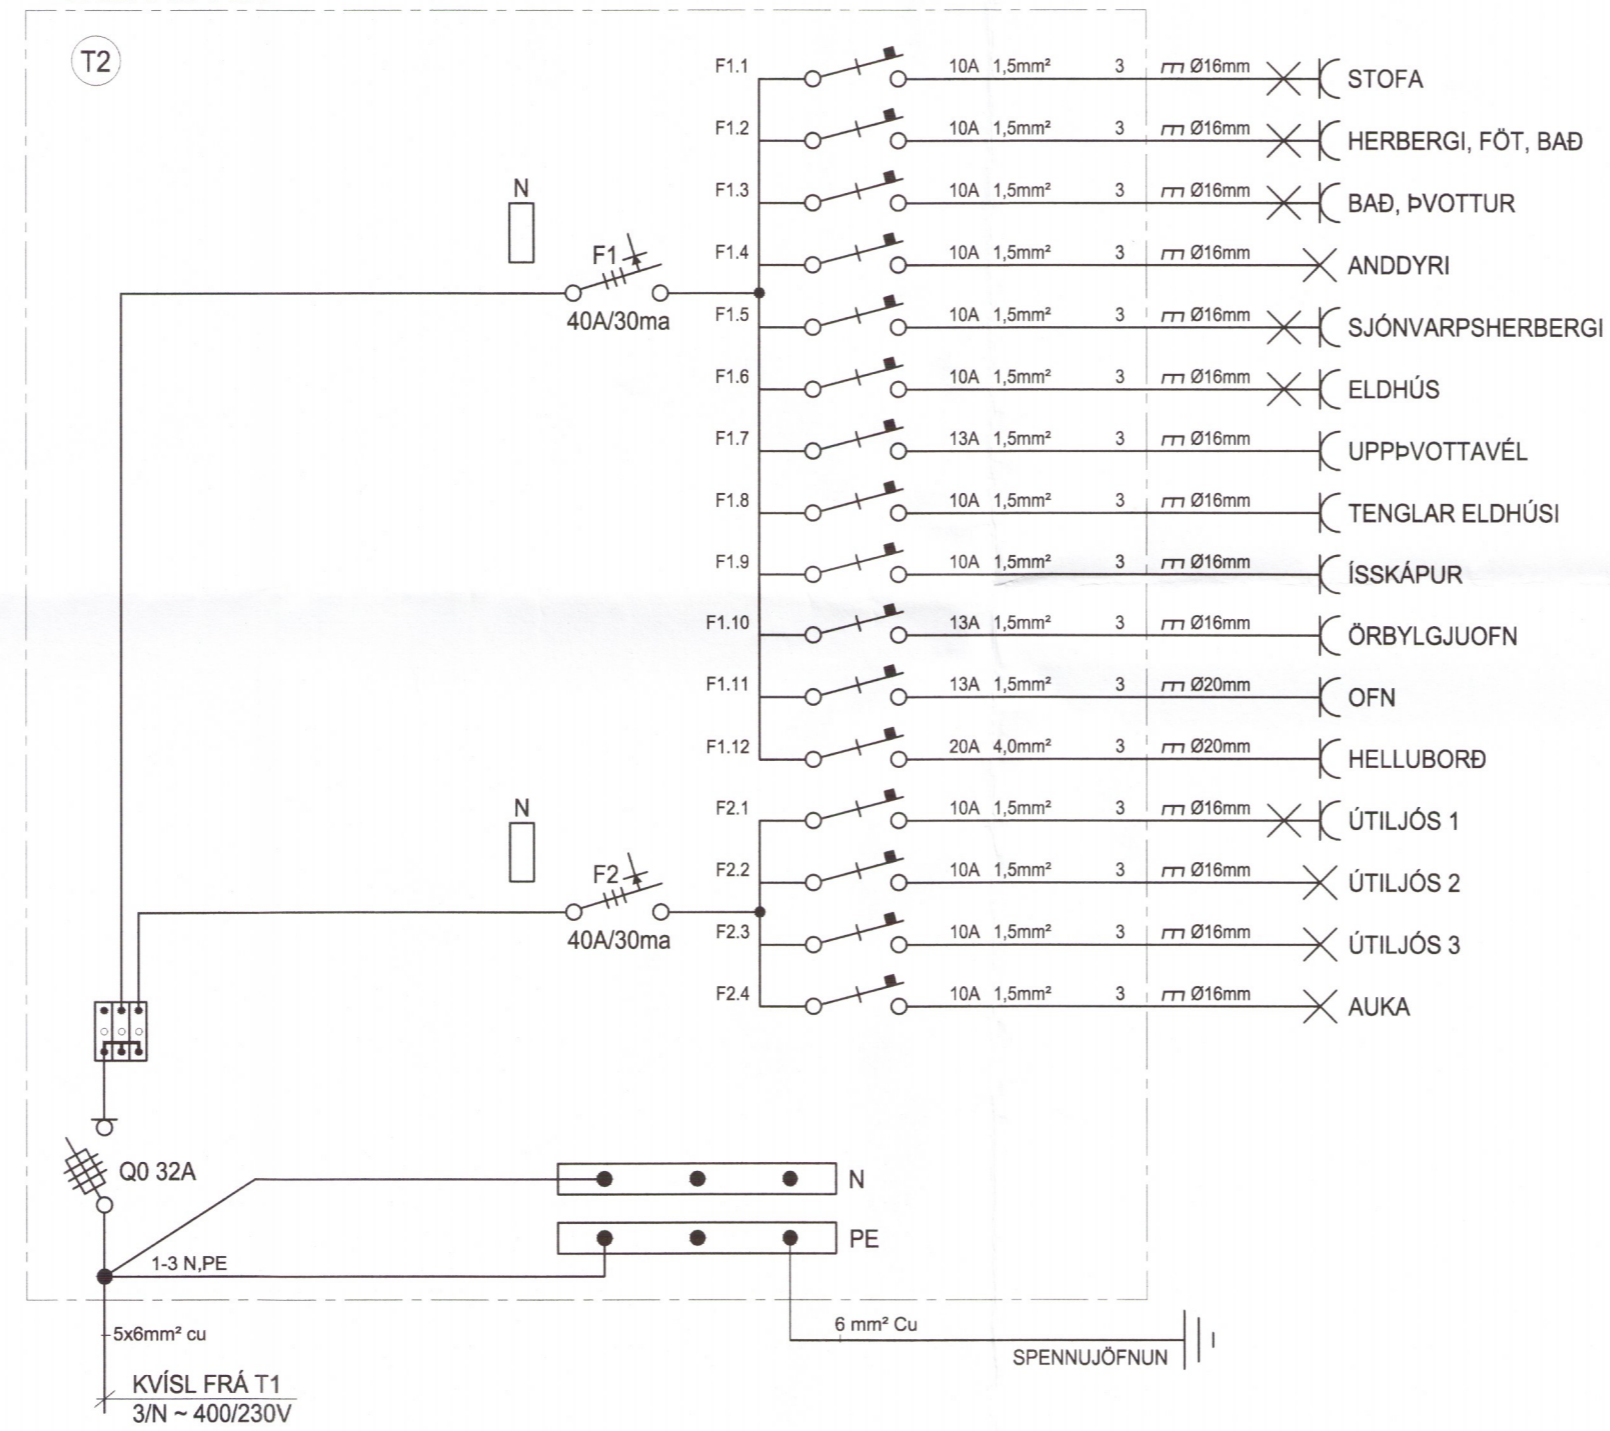 T2
F1.1 10A 1,5mm² 3 Ø16mm STOFA
F1.2 10A 1,5mm² 3 Ø16mm HERBERGI, FÖT, BAÐ
F1.3 10A 1,5mm² 3 Ø16mm BAÐ, ÞVOTTUR
F1.4 10A 1,5mm² 3 Ø16mm ANDDYRI
N
F1
40A/30ma
F1.5 10A 1,5mm² 3 Ø16mm SJÓNVARPSHERBERGI
F1.6 10A 1,5mm² 3 Ø16mm ELDHÚS
F1.7 13A 1,5mm² 3 Ø16mm UPPÞVOTTAVÉL
F1.8 10A 1,5mm² 3 Ø16mm TENGLAR ELDHÚSI
F1.9 10A 1,5mm² 3 Ø16mm ÍSSKÁPUR
F1.10 13A 1,5mm² 3 Ø16mm ÖRBYLGJUOFN
F1.11 13A 1,5mm² 3 Ø20mm OFN
F1.12 20A 4,0mm² 3 Ø20mm HELLUBORÐ
N
F2
40A/30ma
F2.1 10A 1,5mm² 3 Ø16mm ÚTILJÓS 1
F2.2 10A 1,5mm² 3 Ø16mm ÚTILJÓS 2
F2.3 10A 1,5mm² 3 Ø16mm ÚTILJÓS 3
F2.4 10A 1,5mm² 3 Ø16mm AUKA
Q0 32A
N
PE
1-3 N,PE
5x6mm² cu
6 mm² Cu
SPENNUJÖFNUN
KVÍSL FRÁ T1
3/N ~ 400/230V